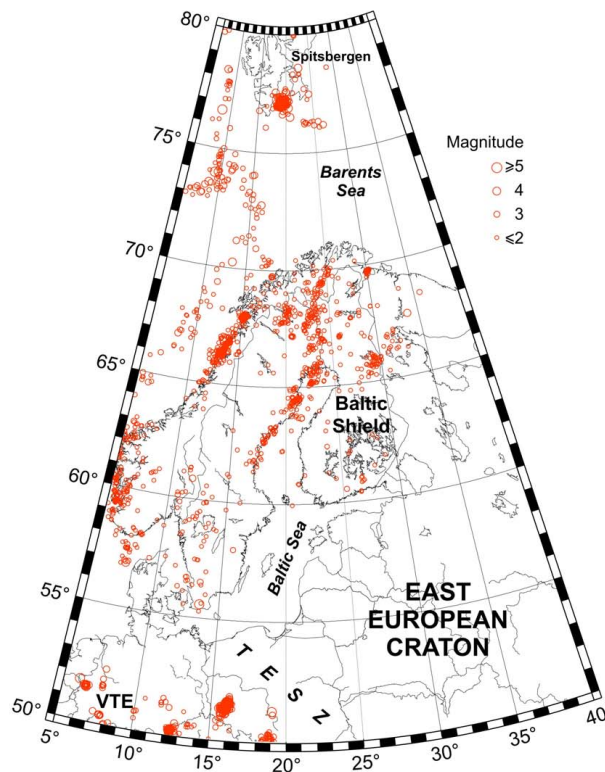 80°
Spitsbergen
75°
Magnitude
⩾5
4
3
⩽2
Barents
Sea
70°
65°
Baltic
Shield
60°
Baltic Sea
55°
EAST
EUROPEAN
CRATON
TESZ
VTE
50°
5°
10°
15°
20°
25°
30°
35°
40°